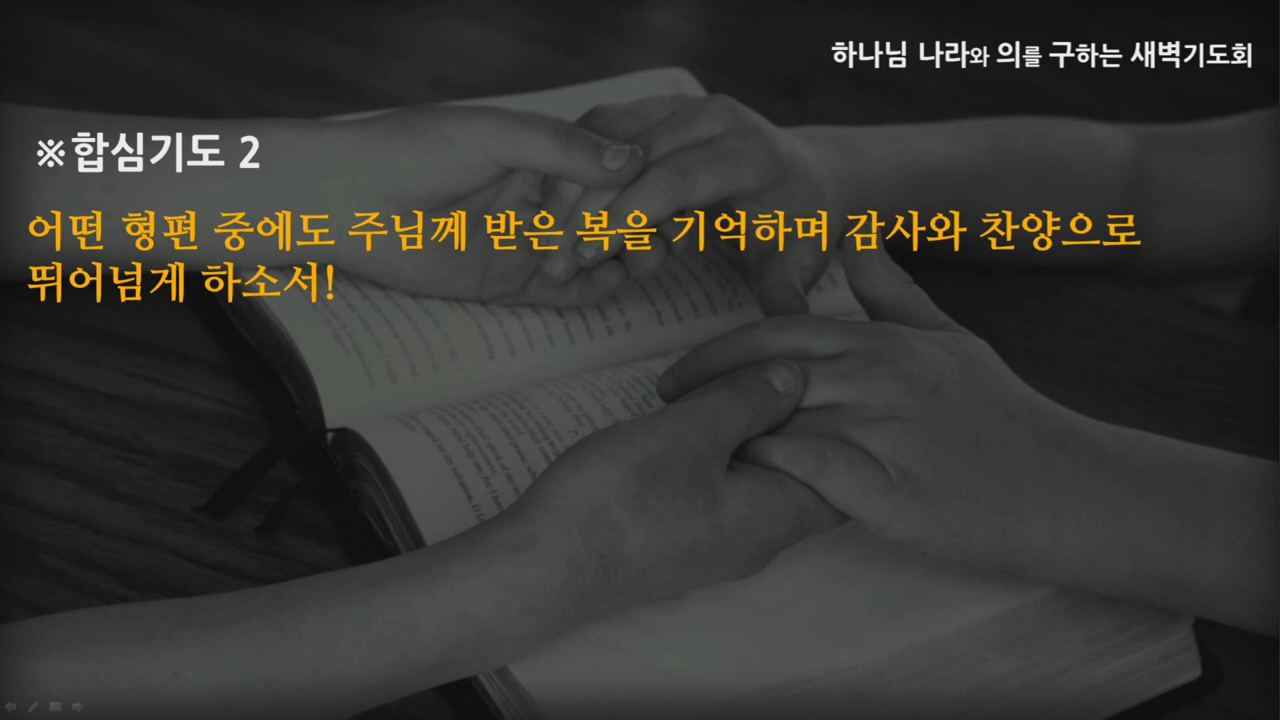 하나님 나라와 의를 구하는 새벽기도회
※합심기도 2
어떤 형편 중에도 주님께 받은 복을 기억하며 감사와 찬양으로
뛰어넘게 하소서!